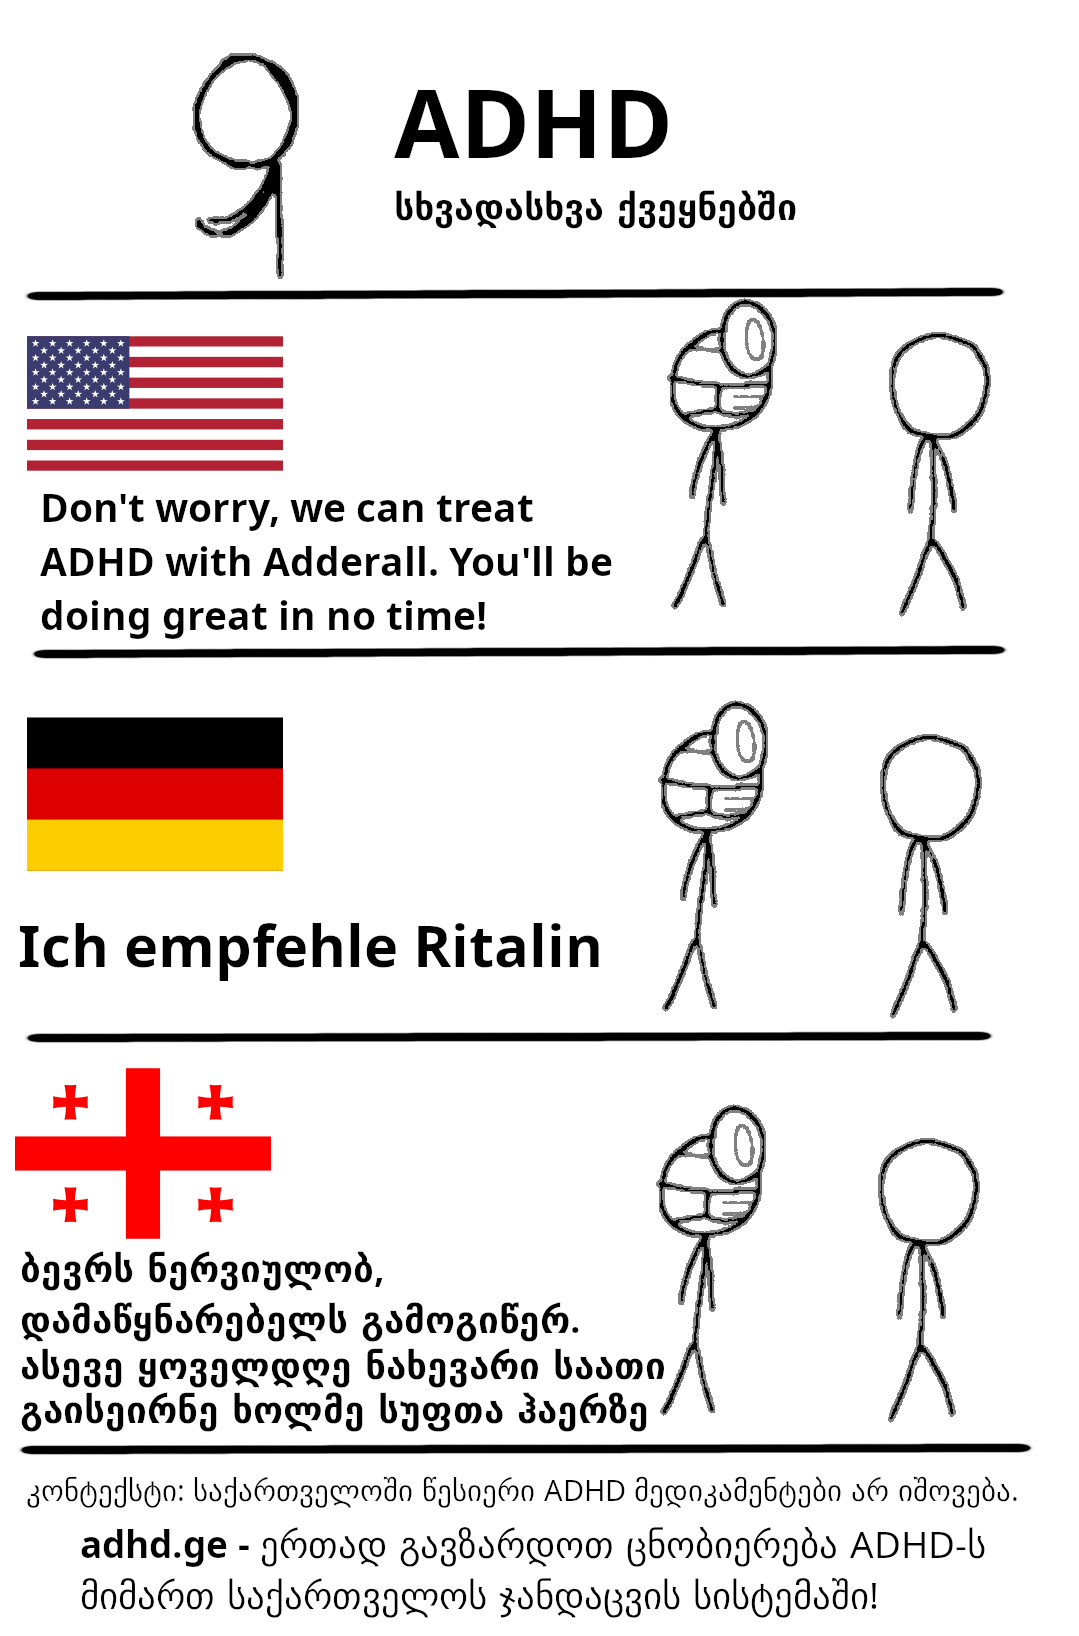 ADHD
სხვადასხვა ქვეყნებში
Don't worry, we can treat
ADHD with Adderall. You'll be
doing great in no time!
Ich empfehle Ritalin
ბევრს ნერვიულობ,
დამაწყნარებელს გამოგიწერ.
ასევე ყოველდღე ნახევარი საათი
გაისეირნე ხოლმე სუფთა ჰაერზე
კონტექსტი: საქართველოში წესიერი ADHD მედიკამენტები არ იშოვება.
adhd.ge - ერთად გავზარდოთ ცნობიერება ADHD-ს
მიმართ საქართველოს ჯანდაცვის სისტემაში!